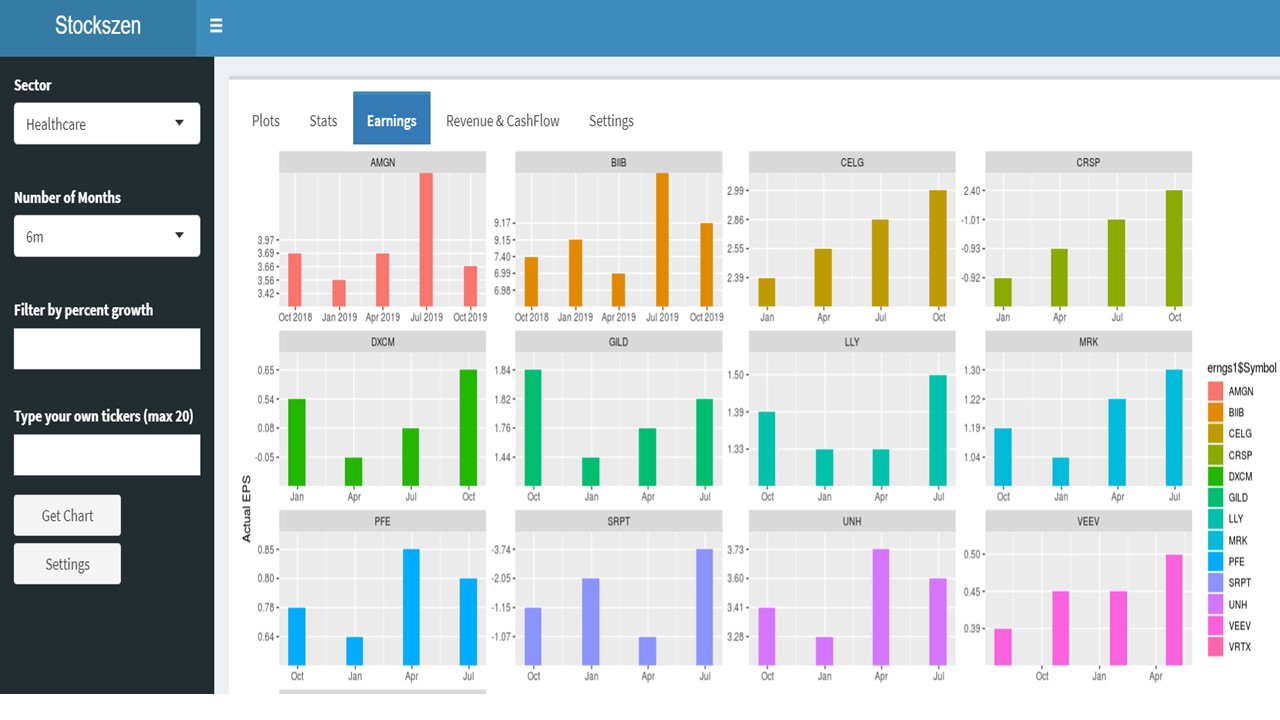 Stockszen
Sector
Healthcare
Number of Months
6m
Filter by percent growth
Type your own tickers (max 20)
Get Chart
Settings
Plots Stats Earnings Revenue & CashFlow Settings
Actual EPS
AMGN
3.97
3.69
3.66
3.56
3.42
Oct 2018 Jan 2019 Apr 2019 Jul 2019 Oct 2019
BIIB
9.17
9.15
7.40
6.99
6.98
Oct 2018 Jan 2019 Apr 2019 Jul 2019 Oct 2019
CELG
2.99
2.86
2.55
2.39
Jan Apr Jul Oct
CRSP
2.40
-1.01
-0.93
-0.92
Jan Apr Jul Oct
DXCM
0.65
0.54
0.08
-0.05
Jan Apr Jul Oct
GILD
1.84
1.82
1.76
1.44
Oct Jan Apr Jul
LLY
1.50
1.39
1.33
Oct Jan Apr Jul
MRK
1.30
1.22
1.19
1.04
Oct Jan Apr Jul
PFE
0.85
0.80
0.78
0.64
Oct Jan Apr Jul
SRPT
-3.74
-2.05
-1.15
-1.07
Oct Jan Apr Jul
UNH
3.73
3.60
3.41
3.28
Oct Jan Apr Jul
VEEV
0.50
0.45
0.39
Oct Jan Apr
erngs1$Symbol
AMGN
BIIB
CELG
CRSP
DXCM
GILD
LLY
MRK
PFE
SRPT
UNH
VEEV
VRTX